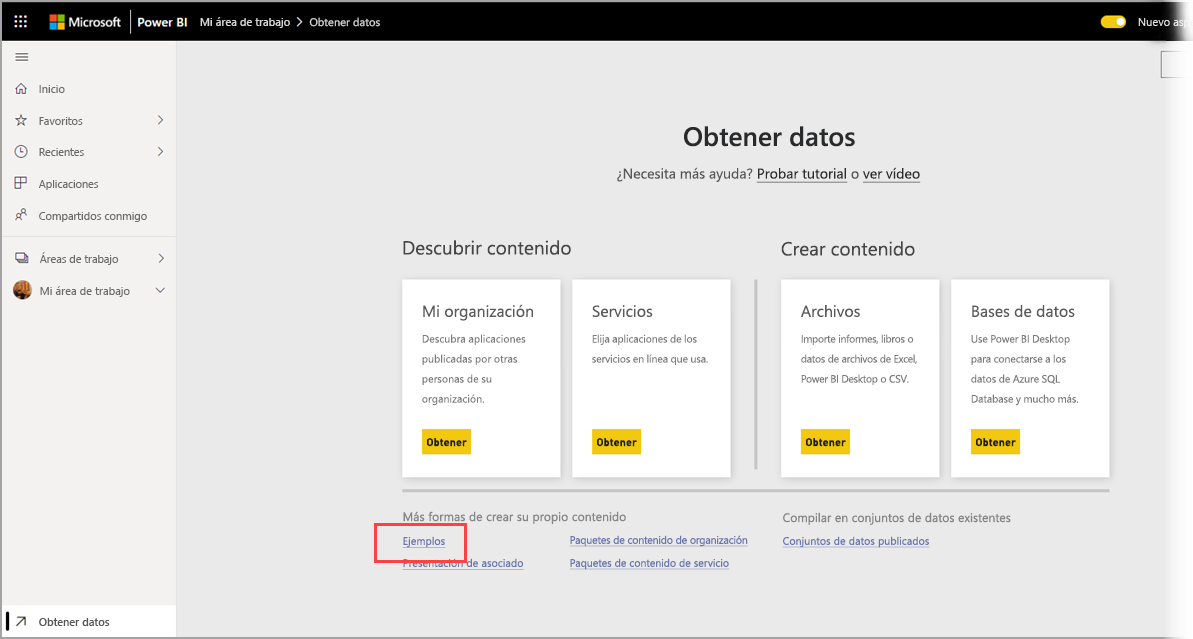 Microsoft Power BI Mi área de trabajo > Obtener datos Nuevo
Inicio
Favoritos
Recientes
Aplicaciones
Compartidos conmigo
Áreas de trabajo
Mi área de trabajo
Obtener datos
Obtener datos
¿Necesita más ayuda? Probar tutorial o ver vídeo
Descubrir contenido
Mi organización
Descubra aplicaciones
publicadas por otras
personas de su
organización.
Obtener
Servicios
Elija aplicaciones de los
servicios en línea que usa.
Obtener
Crear contenido
Archivos
Importe informes, libros o
datos de archivos de Excel,
Power BI Desktop o CSV.
Obtener
Bases de datos
Use Power BI Desktop
para conectarse a los
datos de Azure SQL
Database y mucho más.
Obtener
Más formas de crear su propio contenido
Ejemplos
Paquetes de contenido de organización
Presentación de asociado
Paquetes de contenido de servicio
Compilar en conjuntos de datos existentes
Conjuntos de datos publicados